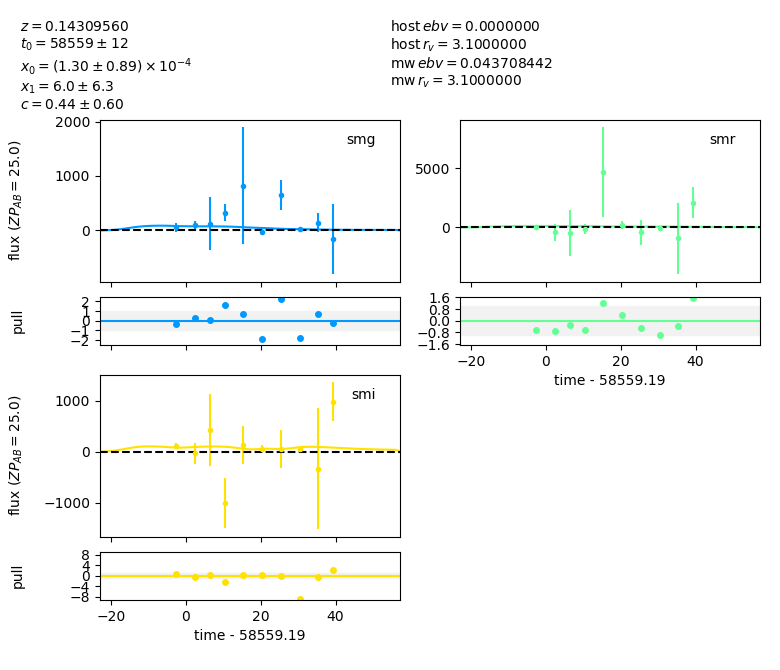 z = 0.14309560
t₀ = 58559 ± 12
x₀ = (1.30 ± 0.89) × 10⁻⁴
x₁ = 6.0 ± 6.3
c = 0.44 ± 0.60
host ebv = 0.0000000
host r_v = 3.1000000
mw ebv = 0.043708442
mw r_v = 3.1000000
smg
2000
1000
0
flux (ZP_AB = 25.0)
smr
5000
0
2
1
0
−1
−2
pull
1.6
0.8
0.0
−0.8
−1.6
−20 0 20 40
time - 58559.19
smi
1000
0
−1000
flux (ZP_AB = 25.0)
8
4
0
−4
−8
pull
−20 0 20 40
time - 58559.19